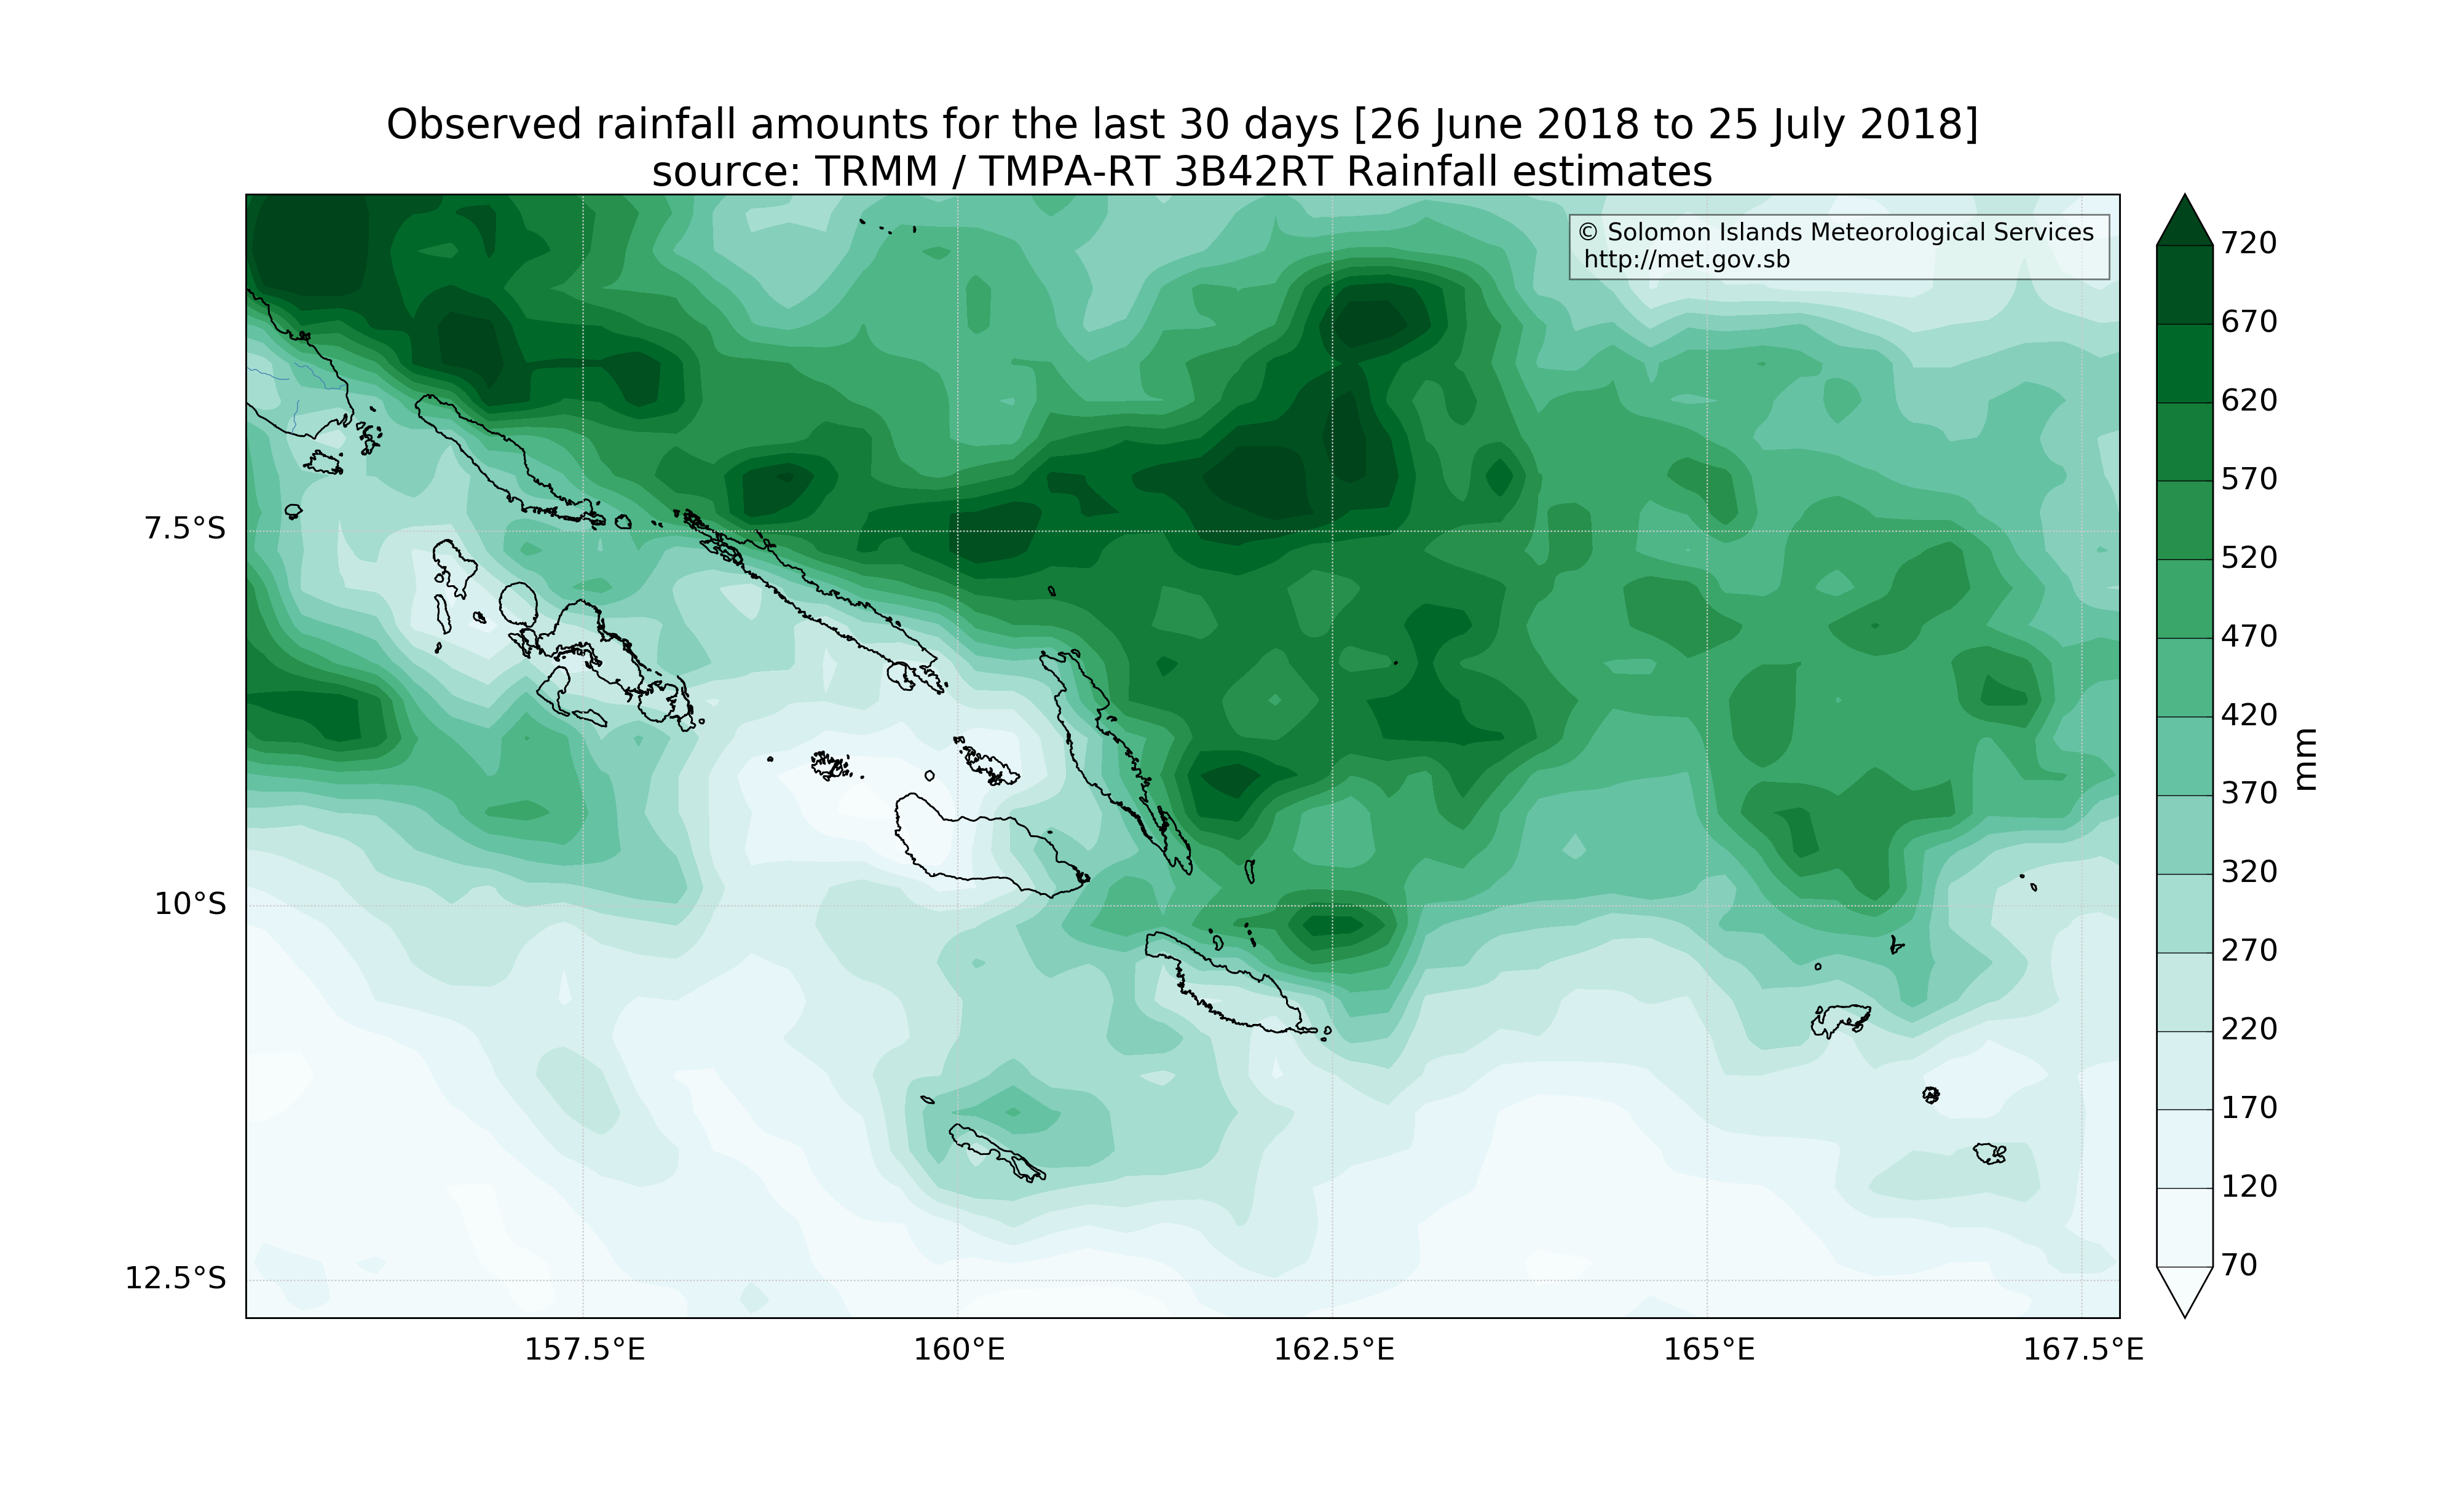 Observed rainfall amounts for the last 30 days [26 June 2018 to 25 July 2018]
source: TRMM / TMPA-RT 3B42RT Rainfall estimates
© Solomon Islands Meteorological Services
http://met.gov.sb
7.5°S
10°S
12.5°S
157.5°E
160°E
162.5°E
165°E
167.5°E
720
670
620
570
520
470
420
370
320
270
220
170
120
70
mm